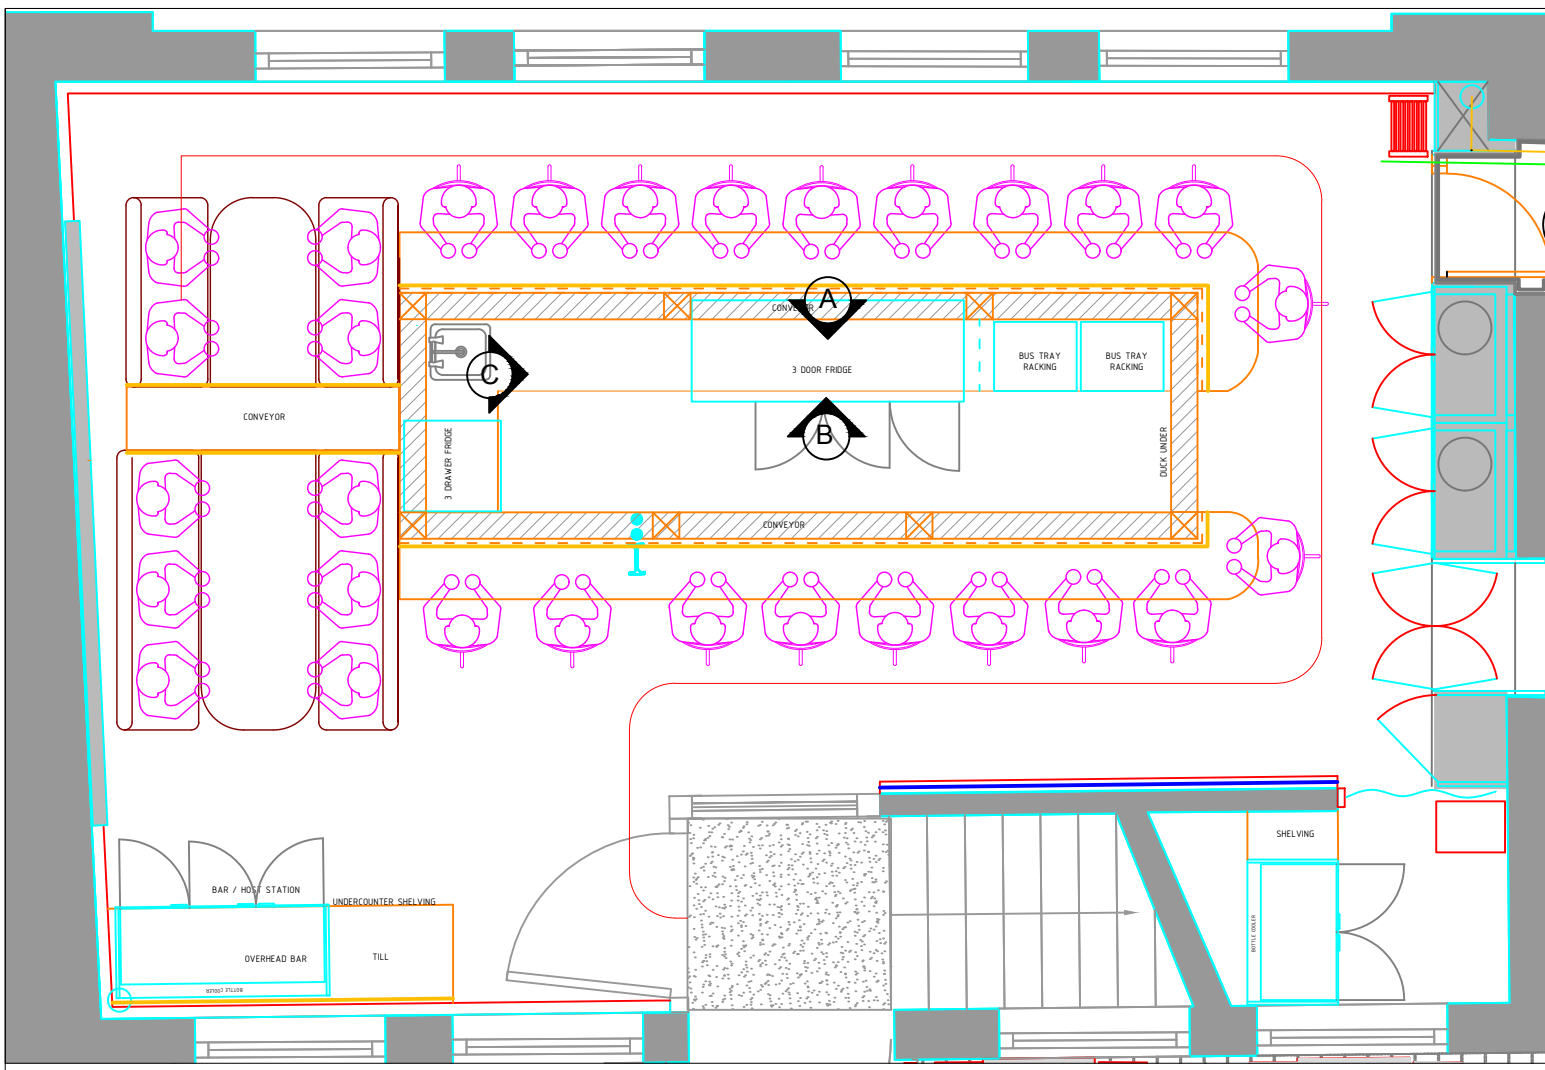 A
CONVEYOR
BUS TRAY
RACKING
BUS TRAY
RACKING
3 DOOR FRIDGE
C
CONVEYOR
B
3 DRAWER FRIDGE
DUCK UNDER
CONVEYOR
SHELVING
BAR / HOST STATION
UNDERCOUNTER SHELVING
BOTTLE COOLER
OVERHEAD BAR
TILL
BOTTLE COOLER